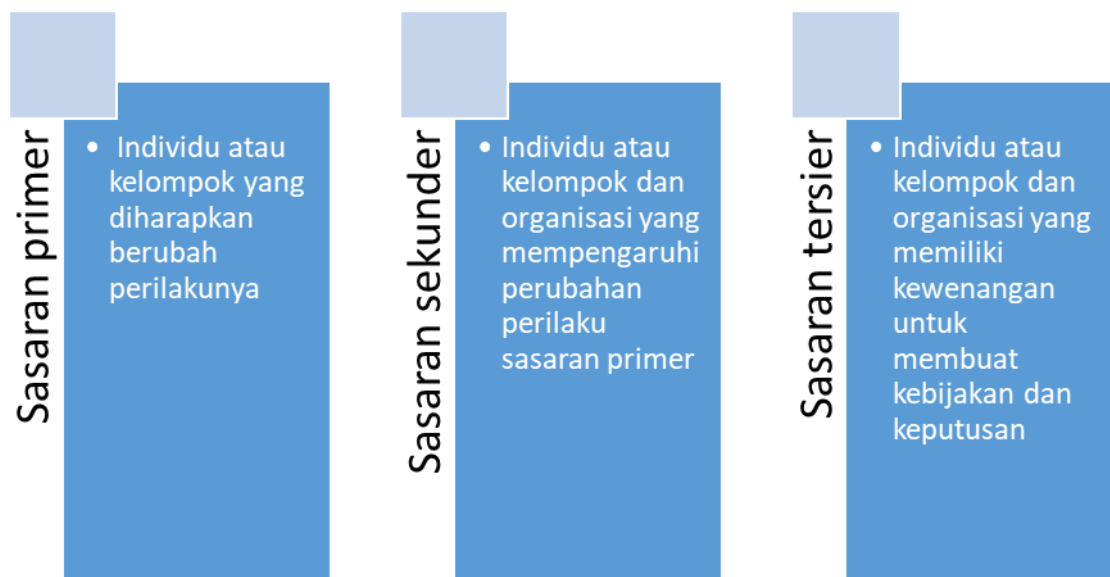 Sasaran primer
• Individu atau
kelompok yang
diharapkan
berubah
perilakunya
Sasaran sekunder
• Individu atau
kelompok dan
organisasi yang
mempengaruhi
perubahan
perilaku
sasaran primer
Sasaran tersier
• Individu atau
kelompok dan
organisasi yang
memiliki
kewenangan
untuk
membuat
kebijakan dan
keputusan